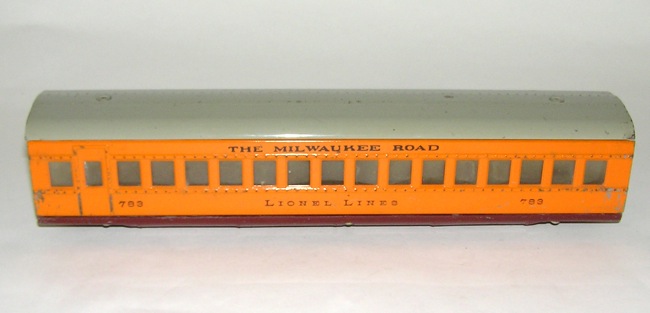 THE MILWAUKEE ROAD
783 LIONEL LINES 783